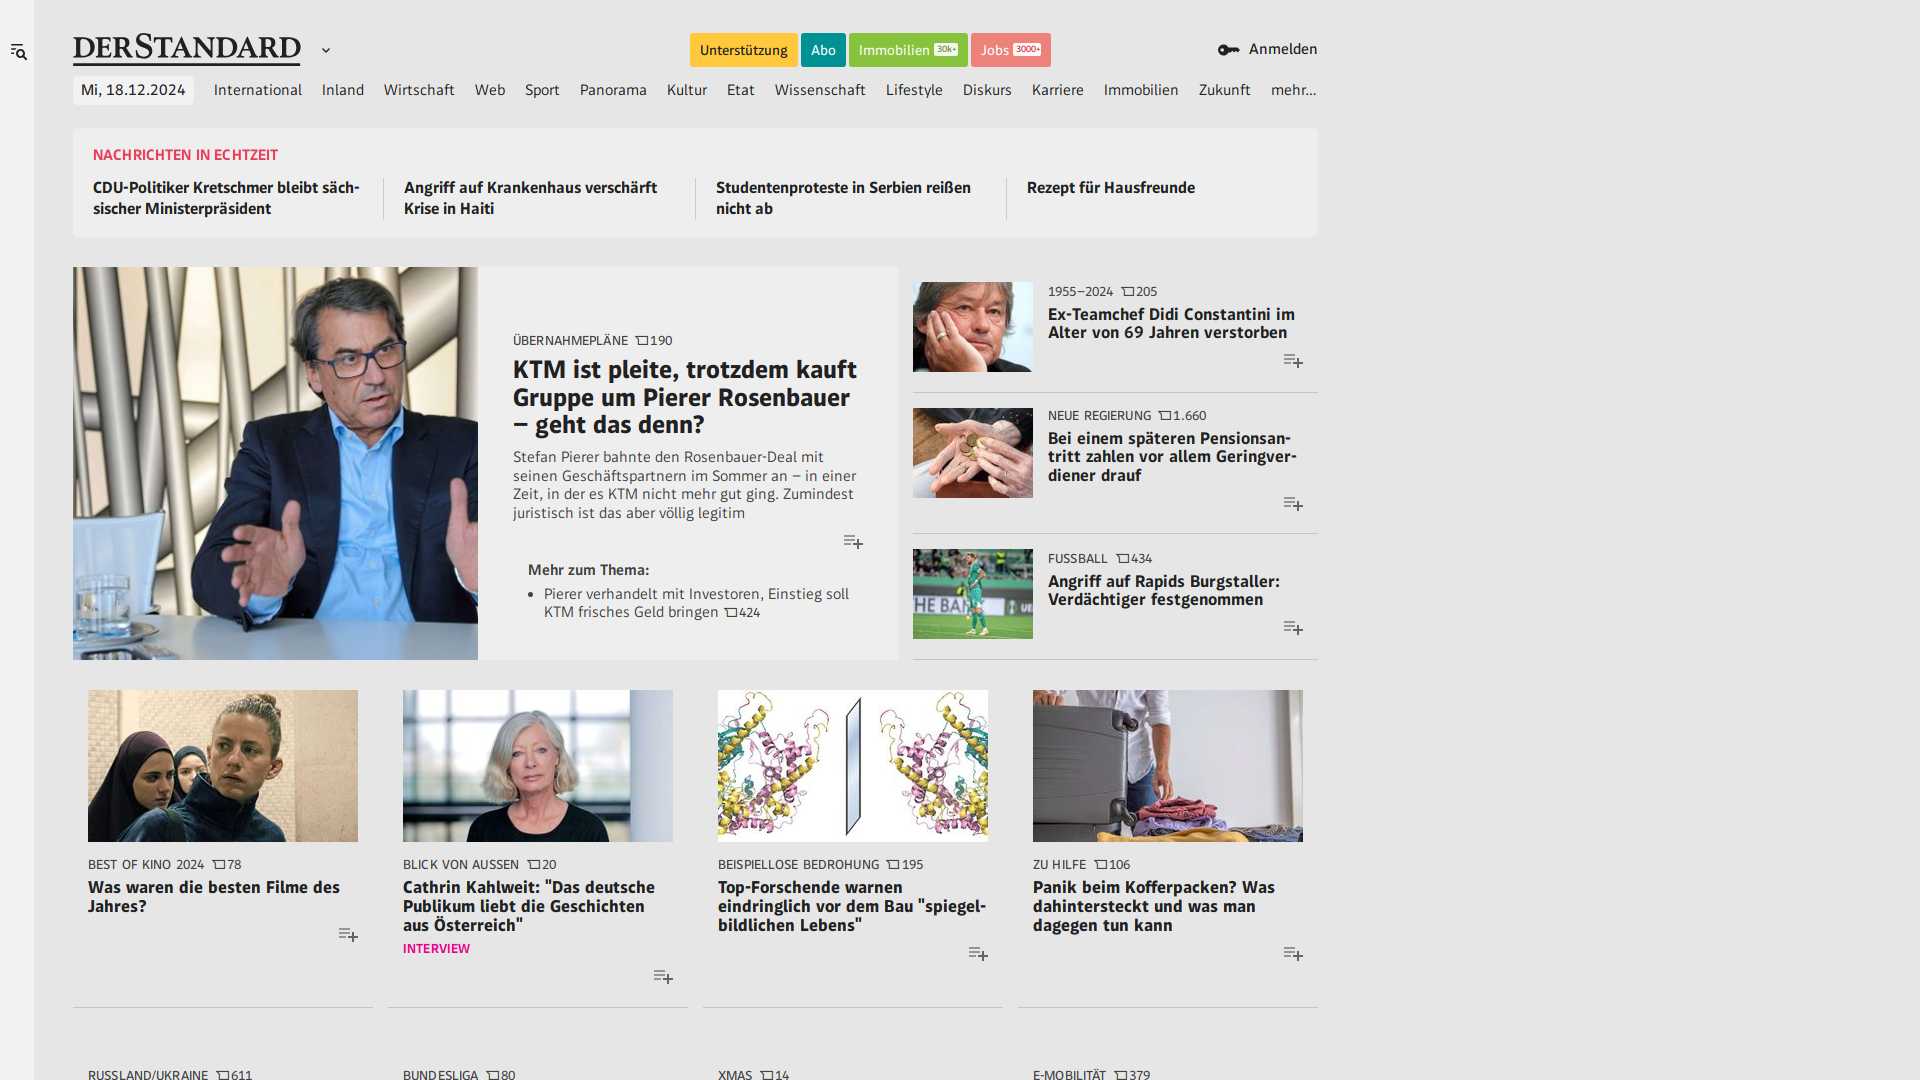 DERSTANDARD
Unterstützung
Abo
Immobilien 30k+
Jobs 3000+
Anmelden
Mi, 18.12.2024
International
Inland
Wirtschaft
Web
Sport
Panorama
Kultur
Etat
Wissenschaft
Lifestyle
Diskurs
Karriere
Immobilien
Zukunft
mehr...
NACHRICHTEN IN ECHTZEIT
CDU-Politiker Kretschmer bleibt säch-
sischer Ministerpräsident
Angriff auf Krankenhaus verschärft
Krise in Haiti
Studentenproteste in Serbien reißen
nicht ab
Rezept für Hausfreunde
ÜBERNAHMEPLÄNE 190
KTM ist pleite, trotzdem kauft
Gruppe um Pierer Rosenbauer
– geht das denn?
Stefan Pierer bahnte den Rosenbauer-Deal mit
seinen Geschäftspartnern im Sommer an – in einer
Zeit, in der es KTM nicht mehr gut ging. Zumindest
juristisch ist das aber völlig legitim
Mehr zum Thema:
• Pierer verhandelt mit Investoren, Einstieg soll
KTM frisches Geld bringen 424
1955–2024 205
Ex-Teamchef Didi Constantini im
Alter von 69 Jahren verstorben
NEUE REGIERUNG 1.660
Bei einem späteren Pensionsan-
tritt zahlen vor allem Geringver-
diener drauf
THE BANK
FUSSBALL 434
Angriff auf Rapids Burgstaller:
Verdächtiger festgenommen
BEST OF KINO 2024 78
Was waren die besten Filme des
Jahres?
BLICK VON AUSSEN 20
Cathrin Kahlweit: "Das deutsche
Publikum liebt die Geschichten
aus Österreich"
INTERVIEW
BEISPIELLOSE BEDROHUNG 195
Top-Forschende warnen
eindringlich vor dem Bau "spiegel-
bildlichen Lebens"
ZU HILFE 106
Panik beim Kofferpacken? Was
dahintersteckt und was man
dagegen tun kann
RUSSLAND/UKRAINE 611
BUNDESLIGA 80
XMAS 14
E-MOBILITÄT 379